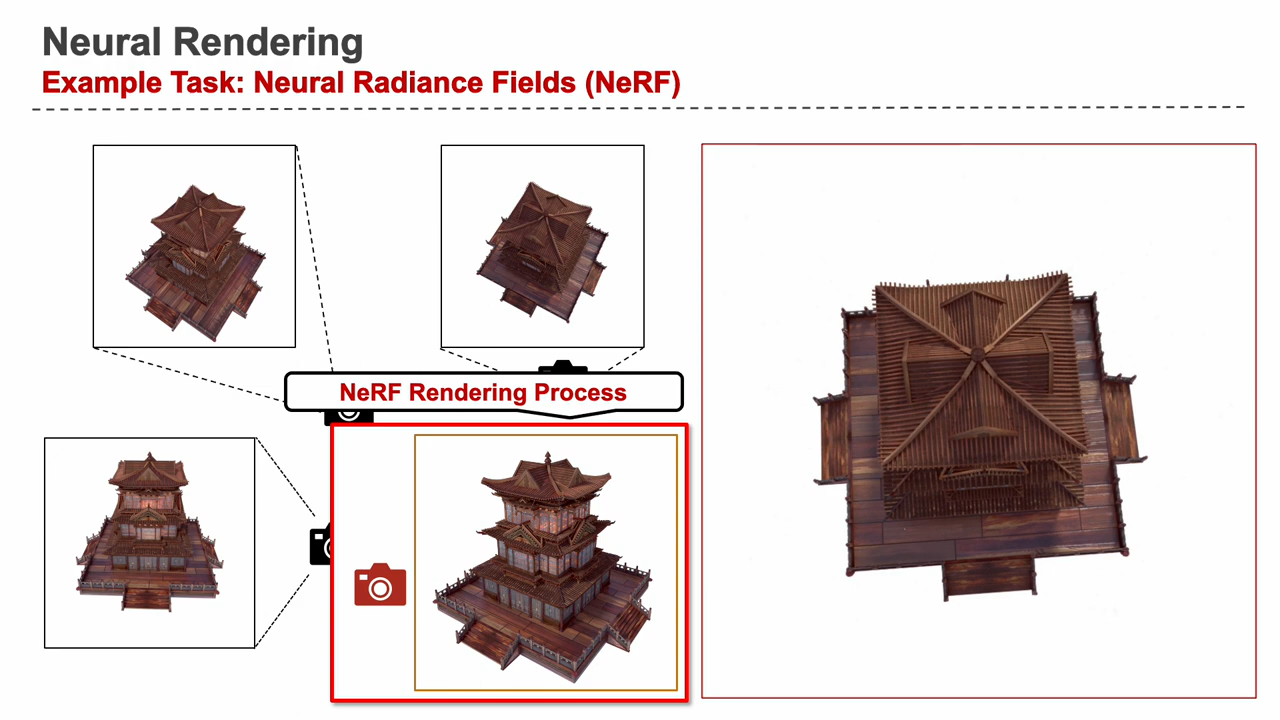 Neural Rendering
Example Task: Neural Radiance Fields (NeRF)
NeRF Rendering Process